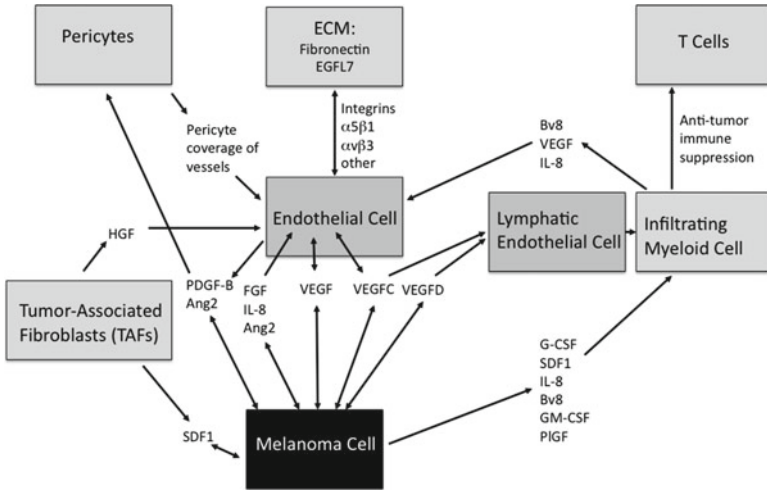 Pericytes
ECM:
Fibronectin
EGFL7
T Cells
Integrins
α5β1
αvβ3
other
Pericyte
coverage of
vessels
Bv8
VEGF
IL-8
Anti-tumor
immune
suppression
Endothelial Cell
Lymphatic
Endothelial Cell
Infiltrating
Myeloid Cell
HGF
Tumor-Associated
Fibroblasts (TAFs)
PDGF-B
Ang2
FGF
IL-8
Ang2
VEGF
VEGFC
VEGFD
G-CSF
SDF1
IL-8
Bv8
GM-CSF
PlGF
SDF1
Melanoma Cell